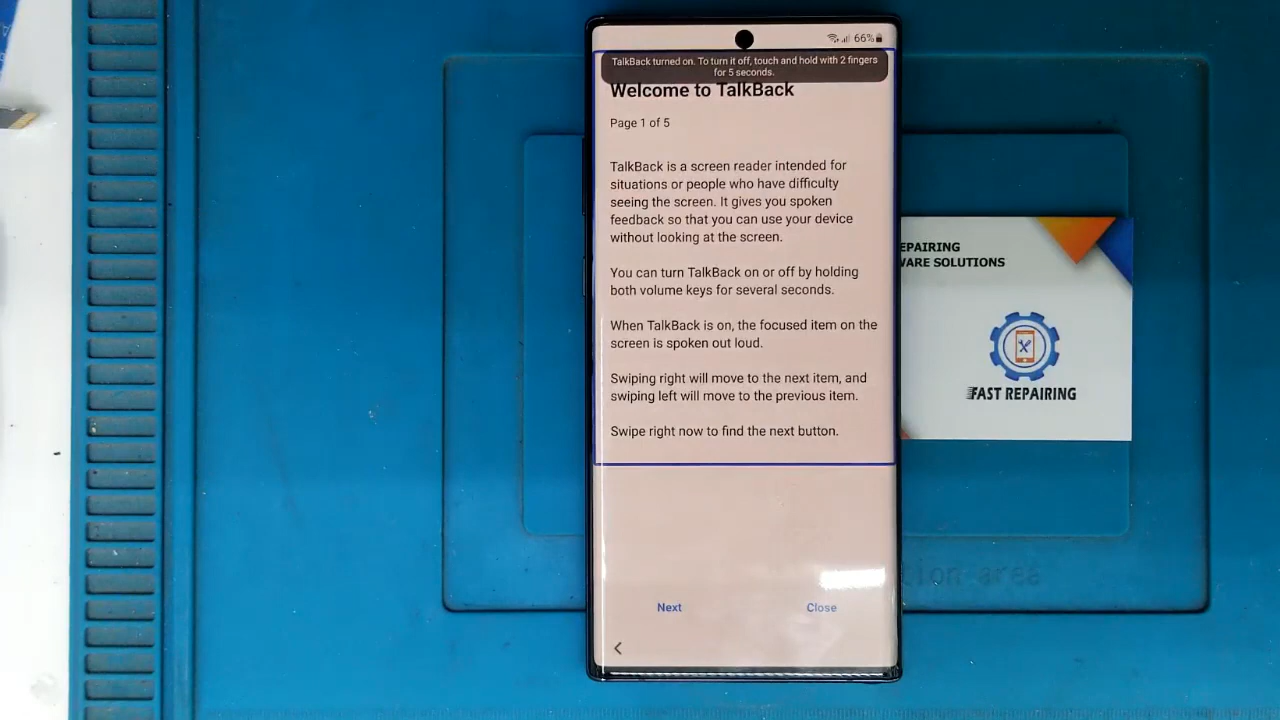 66%
TalkBack turned on. To turn it off, touch and hold with 2 fingers
for 5 seconds.
Welcome to TalkBack
Page 1 of 5
TalkBack is a screen reader intended for
situations or people who have difficulty
seeing the screen. It gives you spoken
feedback so that you can use your device
without looking at the screen.
You can turn TalkBack on or off by holding
both volume keys for several seconds.
When TalkBack is on, the focused item on the
screen is spoken out loud.
Swiping right will move to the next item, and
swiping left will move to the previous item.
Swipe right now to find the next button.
Next
Close
EPAIRING
WARE SOLUTIONS
FAST REPAIRING
tion area